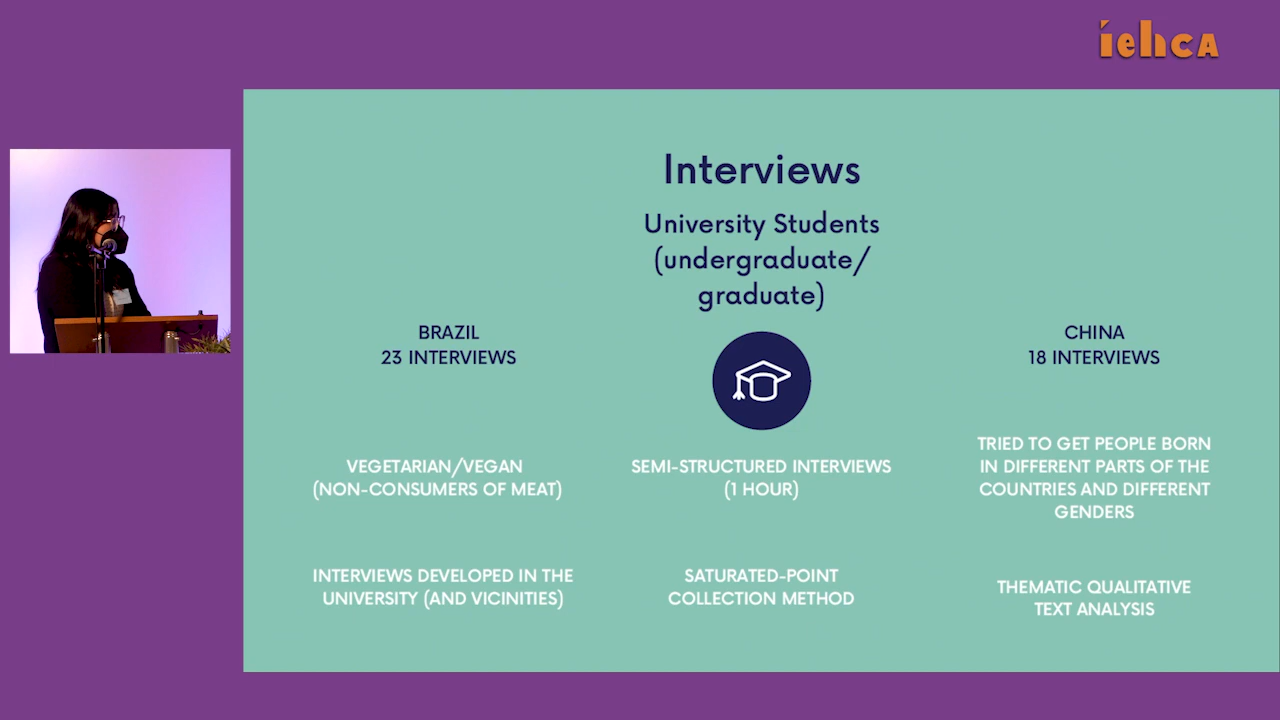 iehca
Interviews
University Students
(undergraduate/
graduate)
BRAZIL
23 INTERVIEWS
CHINA
18 INTERVIEWS
VEGETARIAN/VEGAN
(NON-CONSUMERS OF MEAT)
SEMI-STRUCTURED INTERVIEWS
(1 HOUR)
TRIED TO GET PEOPLE BORN
IN DIFFERENT PARTS OF THE
COUNTRIES AND DIFFERENT
GENDERS
INTERVIEWS DEVELOPED IN THE
UNIVERSITY (AND VICINITIES)
SATURATED-POINT
COLLECTION METHOD
THEMATIC QUALITATIVE
TEXT ANALYSIS